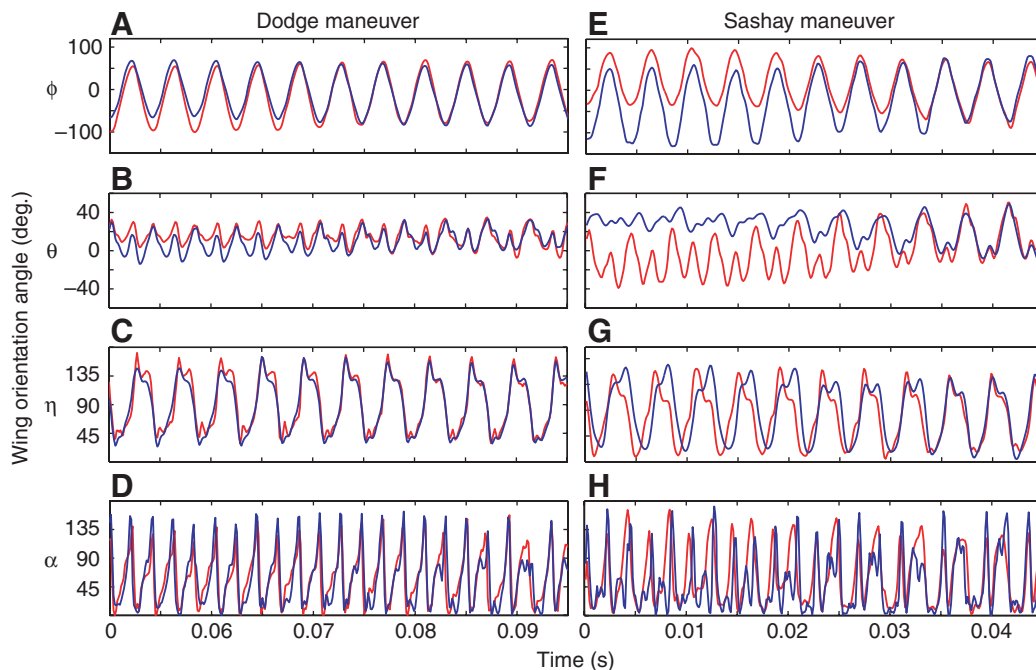 Dodge maneuver
Sashay maneuver
A
E
100
0
−100
ϕ
B
F
40
0
−40
θ
Wing orientation angle (deg.)
C
G
135
90
45
η
D
H
135
90
45
α
0 0.06 0.07 0.08 0.09
0 0.01 0.02 0.03 0.04
Time (s)